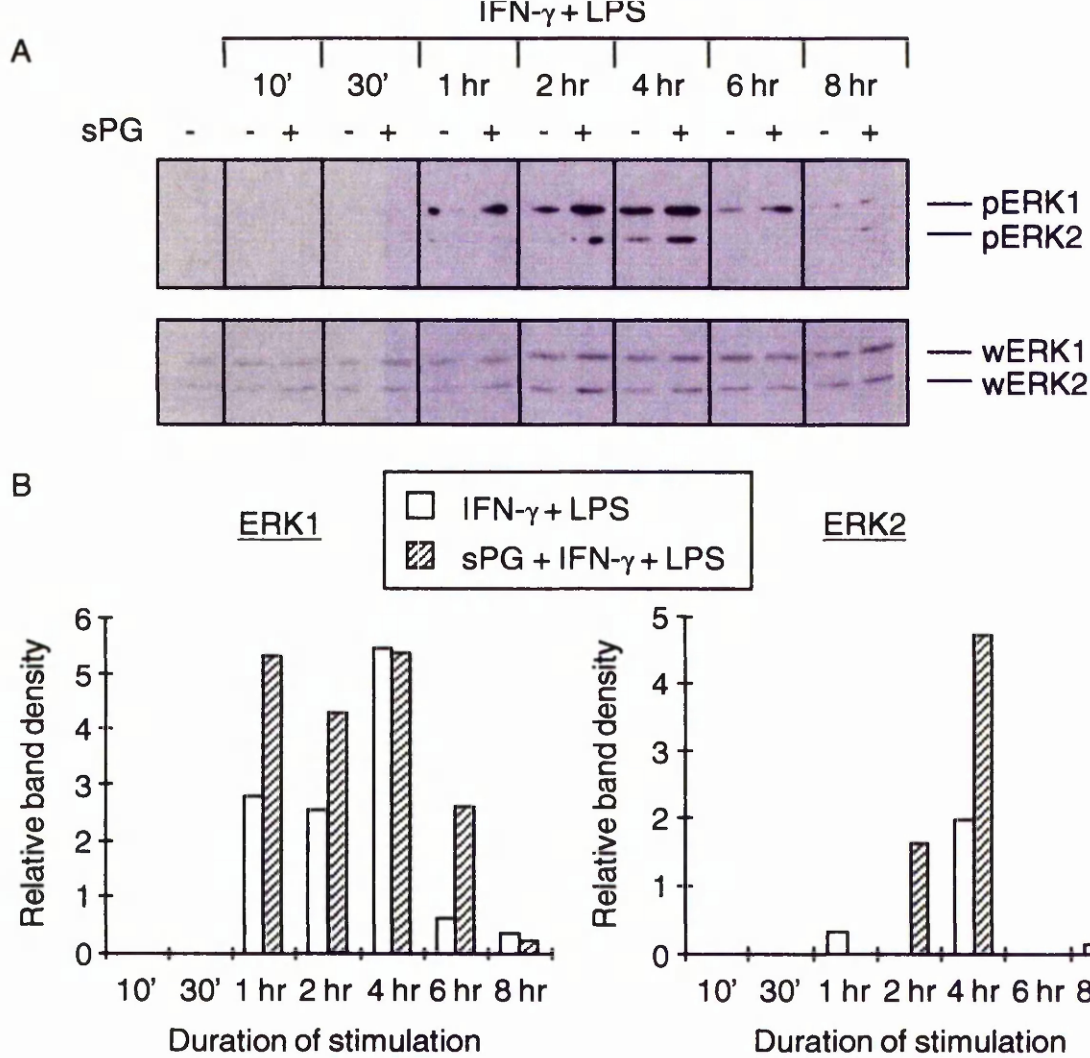 IFN-γ + LPS
A
10' 30' 1 hr 2 hr 4 hr 6 hr 8 hr
sPG - - + - + - + - + - + - + - +
pERK1
pERK2
wERK1
wERK2
B
IFN-γ + LPS
sPG + IFN-γ + LPS
ERK1
Relative band density
6
5
4
3
2
1
0
10' 30' 1 hr 2 hr 4 hr 6 hr 8 hr
Duration of stimulation
ERK2
Relative band density
5
4
3
2
1
0
10' 30' 1 hr 2 hr 4 hr 6 hr 8
Duration of stimulation